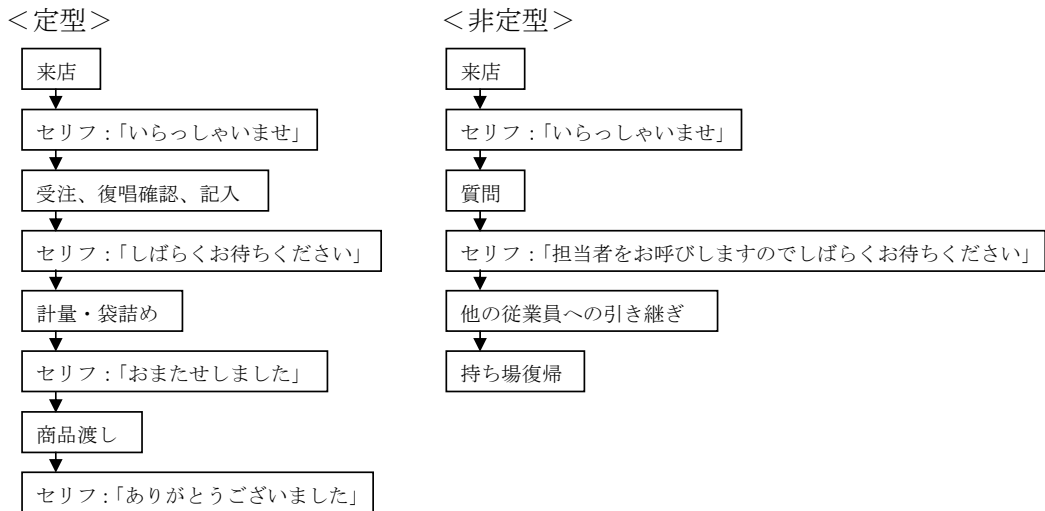 ＜定型＞
来店
セリフ：「いらっしゃいませ」
受注、復唱確認、記入
セリフ：「しばらくお待ちください」
計量・袋詰め
セリフ：「おまたせしました」
商品渡し
セリフ：「ありがとうございました」
＜非定型＞
来店
セリフ：「いらっしゃいませ」
質問
セリフ：「担当者をお呼びしますのでしばらくお待ちください」
他の従業員への引き継ぎ
持ち場復帰